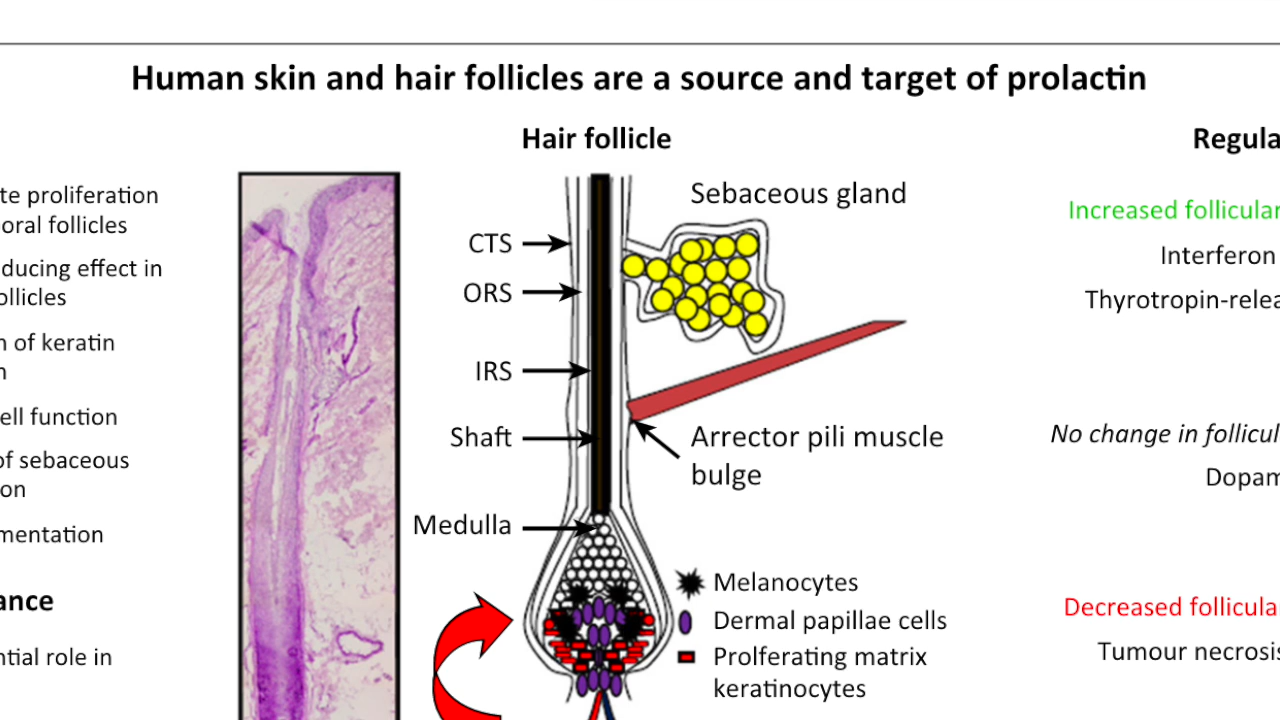 Human skin and hair follicles are a source and target of prolactin
Hair follicle
Regula
te proliferation
oral follicles
ducing effect in
ollicles
n of keratin
n
ell function
of sebaceous
on
mentation
ance
ntial role in
Sebaceous gland
CTS
ORS
IRS
Shaft
Arrector pili muscle
bulge
Medulla
Melanocytes
Dermal papillae cells
Prolferating matrix
keratinocytes
Increased follicular
Interferon
Thyrotropin-relea
No change in follicul
Dopam
Decreased follicula
Tumour necrosis